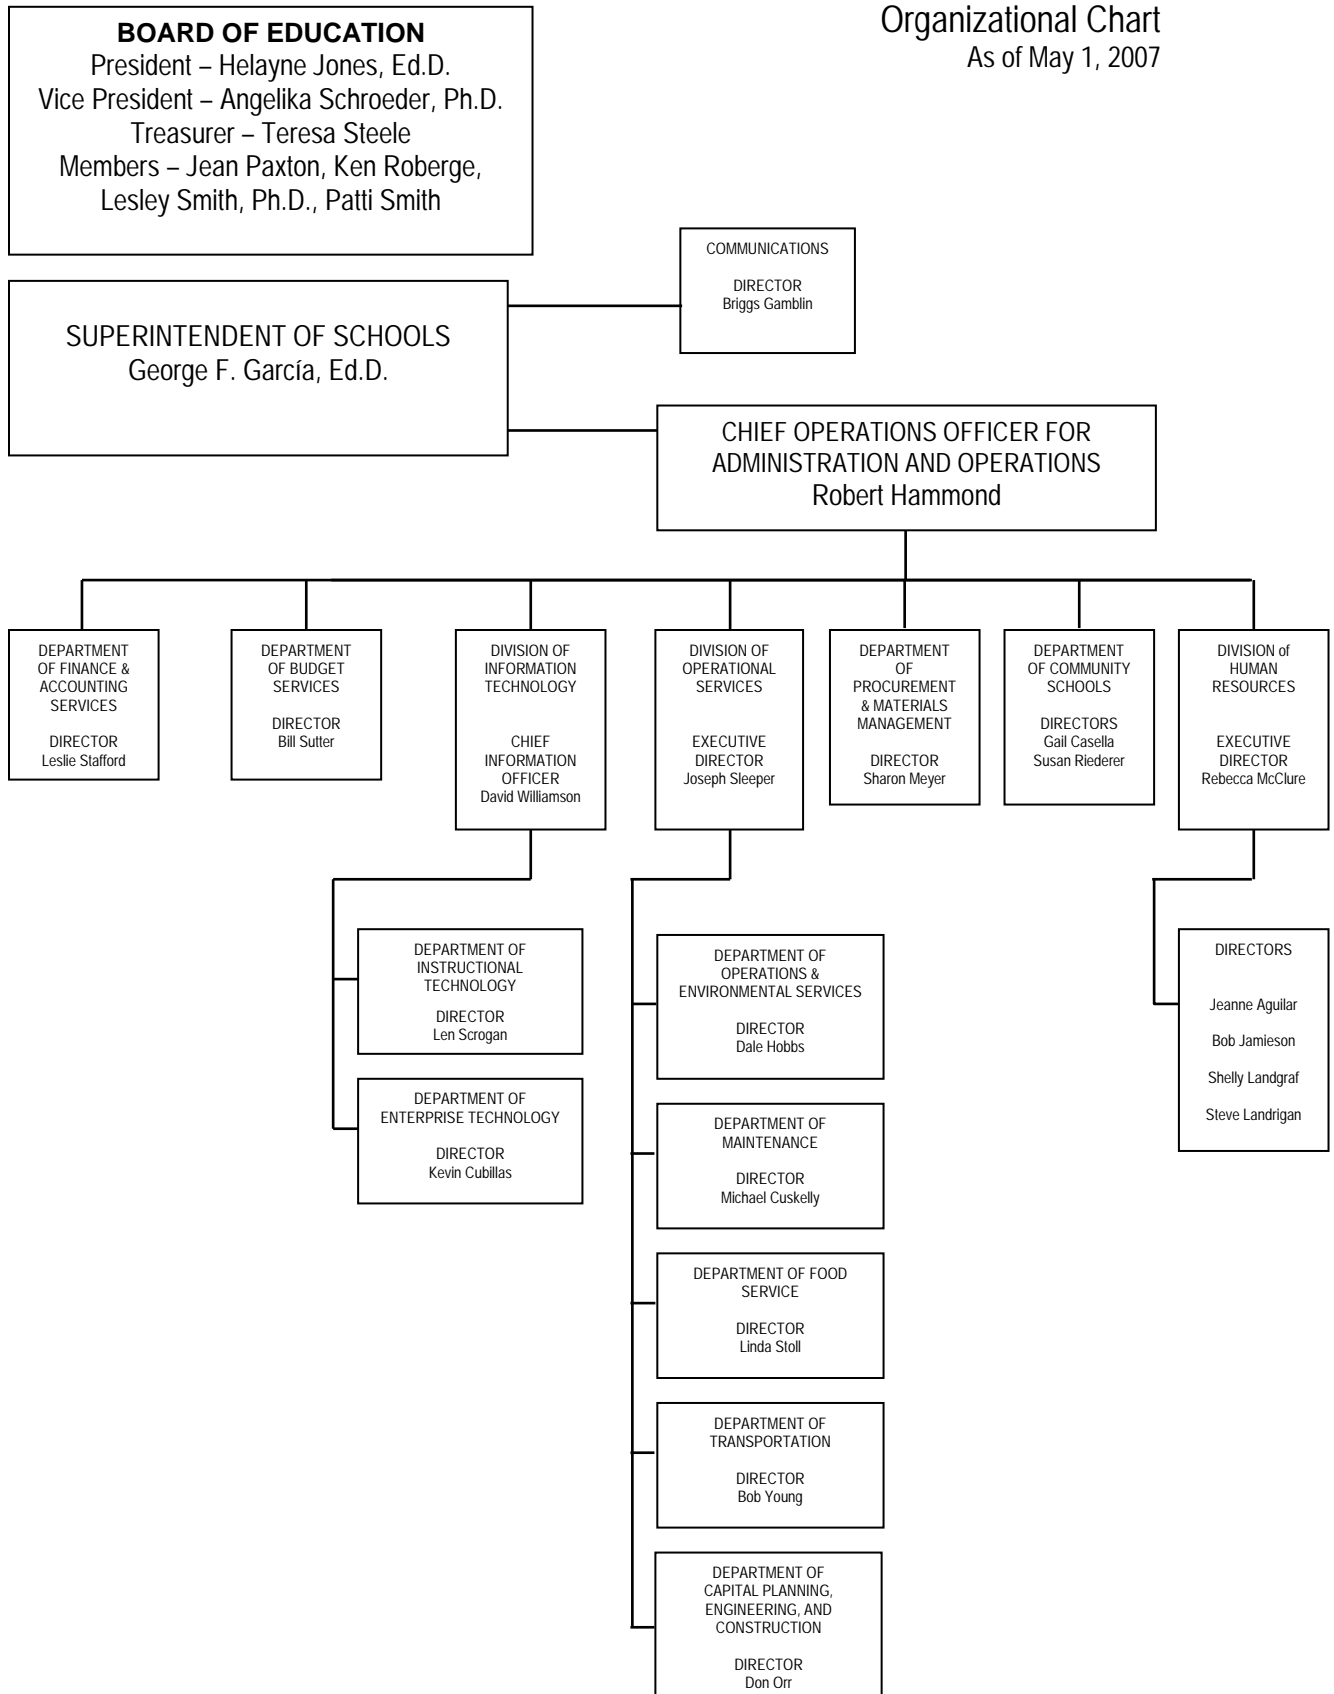 Organizational Chart
As of May 1, 2007
BOARD OF EDUCATION
President – Helayne Jones, Ed.D.
Vice President – Angelika Schroeder, Ph.D.
Treasurer – Teresa Steele
Members – Jean Paxton, Ken Roberge,
Lesley Smith, Ph.D., Patti Smith
COMMUNICATIONS
DIRECTOR
Briggs Gamblin
SUPERINTENDENT OF SCHOOLS
George F. García, Ed.D.
CHIEF OPERATIONS OFFICER FOR
ADMINISTRATION AND OPERATIONS
Robert Hammond
DEPARTMENT
OF FINANCE &
ACCOUNTING
SERVICES
DIRECTOR
Leslie Stafford
DEPARTMENT
OF BUDGET
SERVICES
DIRECTOR
Bill Sutter
DIVISION OF
INFORMATION
TECHNOLOGY
CHIEF
INFORMATION
OFFICER
David Williamson
DIVISION OF
OPERATIONAL
SERVICES
EXECUTIVE
DIRECTOR
Joseph Sleeper
DEPARTMENT
OF
PROCUREMENT
& MATERIALS
MANAGEMENT
DIRECTOR
Sharon Meyer
DEPARTMENT
OF COMMUNITY
SCHOOLS
DIRECTORS
Gail Casella
Susan Riederer
DIVISION of
HUMAN
RESOURCES
EXECUTIVE
DIRECTOR
Rebecca McClure
DEPARTMENT OF
INSTRUCTIONAL
TECHNOLOGY
DIRECTOR
Len Scrogan
DEPARTMENT OF
ENTERPRISE TECHNOLOGY
DIRECTOR
Kevin Cubillas
DEPARTMENT OF
OPERATIONS &
ENVIRONMENTAL SERVICES
DIRECTOR
Dale Hobbs
DEPARTMENT OF
MAINTENANCE
DIRECTOR
Michael Cuskelly
DEPARTMENT OF FOOD
SERVICE
DIRECTOR
Linda Stoll
DEPARTMENT OF
TRANSPORTATION
DIRECTOR
Bob Young
DEPARTMENT OF
CAPITAL PLANNING,
ENGINEERING, AND
CONSTRUCTION
DIRECTOR
Don Orr
DIRECTORS
Jeanne Aguilar
Bob Jamieson
Shelly Landgraf
Steve Landrigan